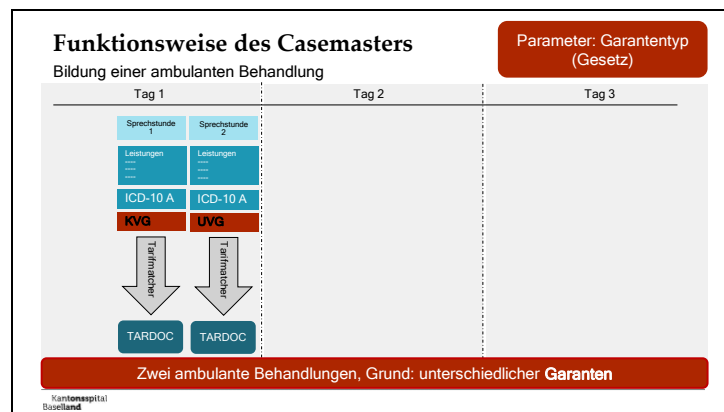 Funktionsweise des Casemasters
Bildung einer ambulanten Behandlung
Parameter: Garantentyp
(Gesetz)
Tag 1
Tag 2
Tag 3
Sprechstunde
1
Sprechstunde
2
Leistungen
----
----
----
Leistungen
----
----
----
ICD-10 A
ICD-10 A
KVG
UVG
Tarifmatcher
Tarifmatcher
TARDOC
TARDOC
Zwei ambulante Behandlungen, Grund: unterschiedlicher Garanten
Kantonsspital
Baselland